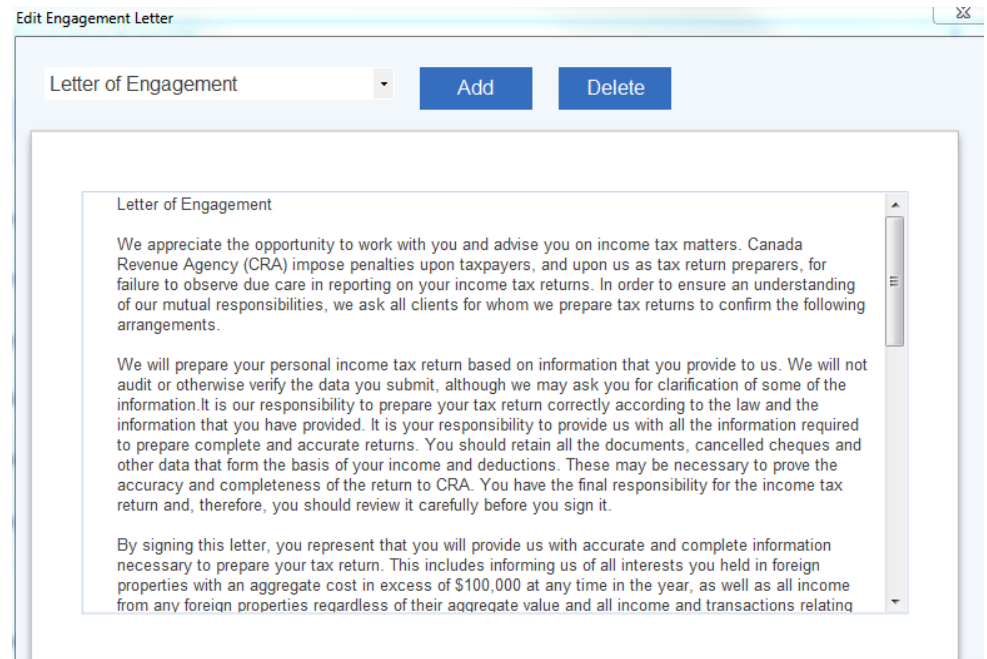 Edit Engagement Letter
Letter of Engagement
Add
Delete
Letter of Engagement
We appreciate the opportunity to work with you and advise you on income tax matters. Canada
Revenue Agency (CRA) impose penalties upon taxpayers, and upon us as tax return preparers, for
failure to observe due care in reporting on your income tax returns. In order to ensure an understanding
of our mutual responsibilities, we ask all clients for whom we prepare tax returns to confirm the following
arrangements.
We will prepare your personal income tax return based on information that you provide to us. We will not
audit or otherwise verify the data you submit, although we may ask you for clarification of some of the
information.It is our responsibility to prepare your tax return correctly according to the law and the
information that you have provided. It is your responsibility to provide us with all the information required
to prepare complete and accurate returns. You should retain all the documents, cancelled cheques and
other data that form the basis of your income and deductions. These may be necessary to prove the
accuracy and completeness of the return to CRA. You have the final responsibility for the income tax
return and, therefore, you should review it carefully before you sign it.
By signing this letter, you represent that you will provide us with accurate and complete information
necessary to prepare your tax return. This includes informing us of all interests you held in foreign
properties with an aggregate cost in excess of $100,000 at any time in the year, as well as all income
from any foreign properties regardless of their aggregate value and all income and transactions relating